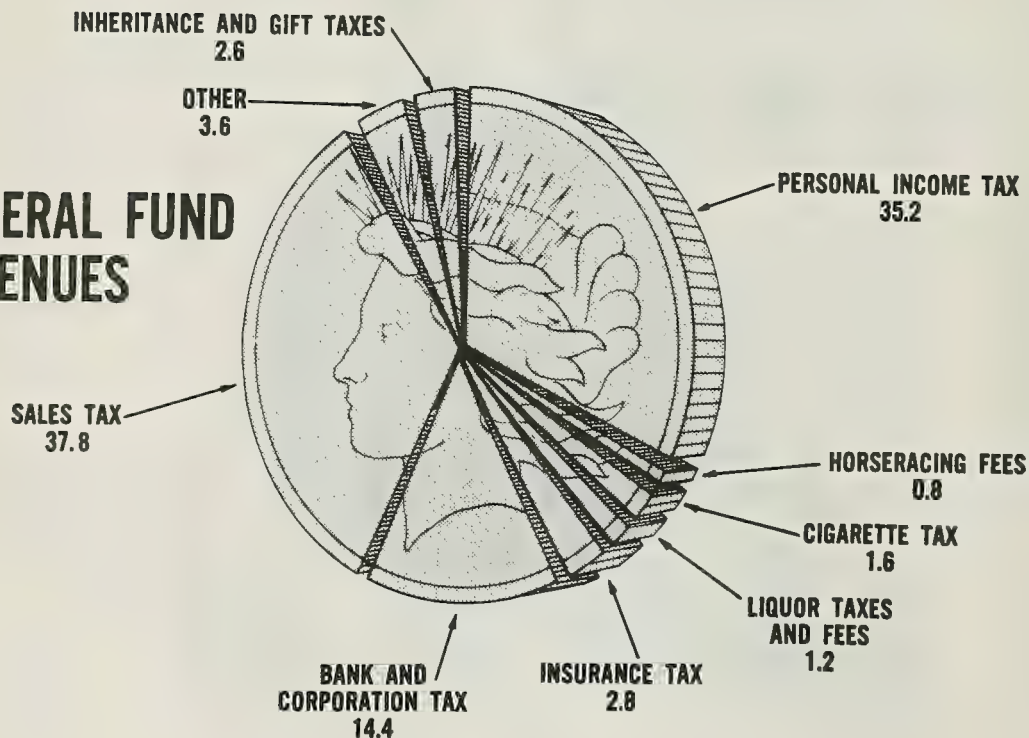 INHERITANCE AND GIFT TAXES
2.6
OTHER
3.6
ERAL FUND
ENUES
PERSONAL INCOME TAX
35.2
SALES TAX
37.8
HORSERACING FEES
0.8
CIGARETTE TAX
1.6
LIQUOR TAXES
AND FEES
1.2
INSURANCE TAX
2.8
BANK AND
CORPORATION TAX
14.4